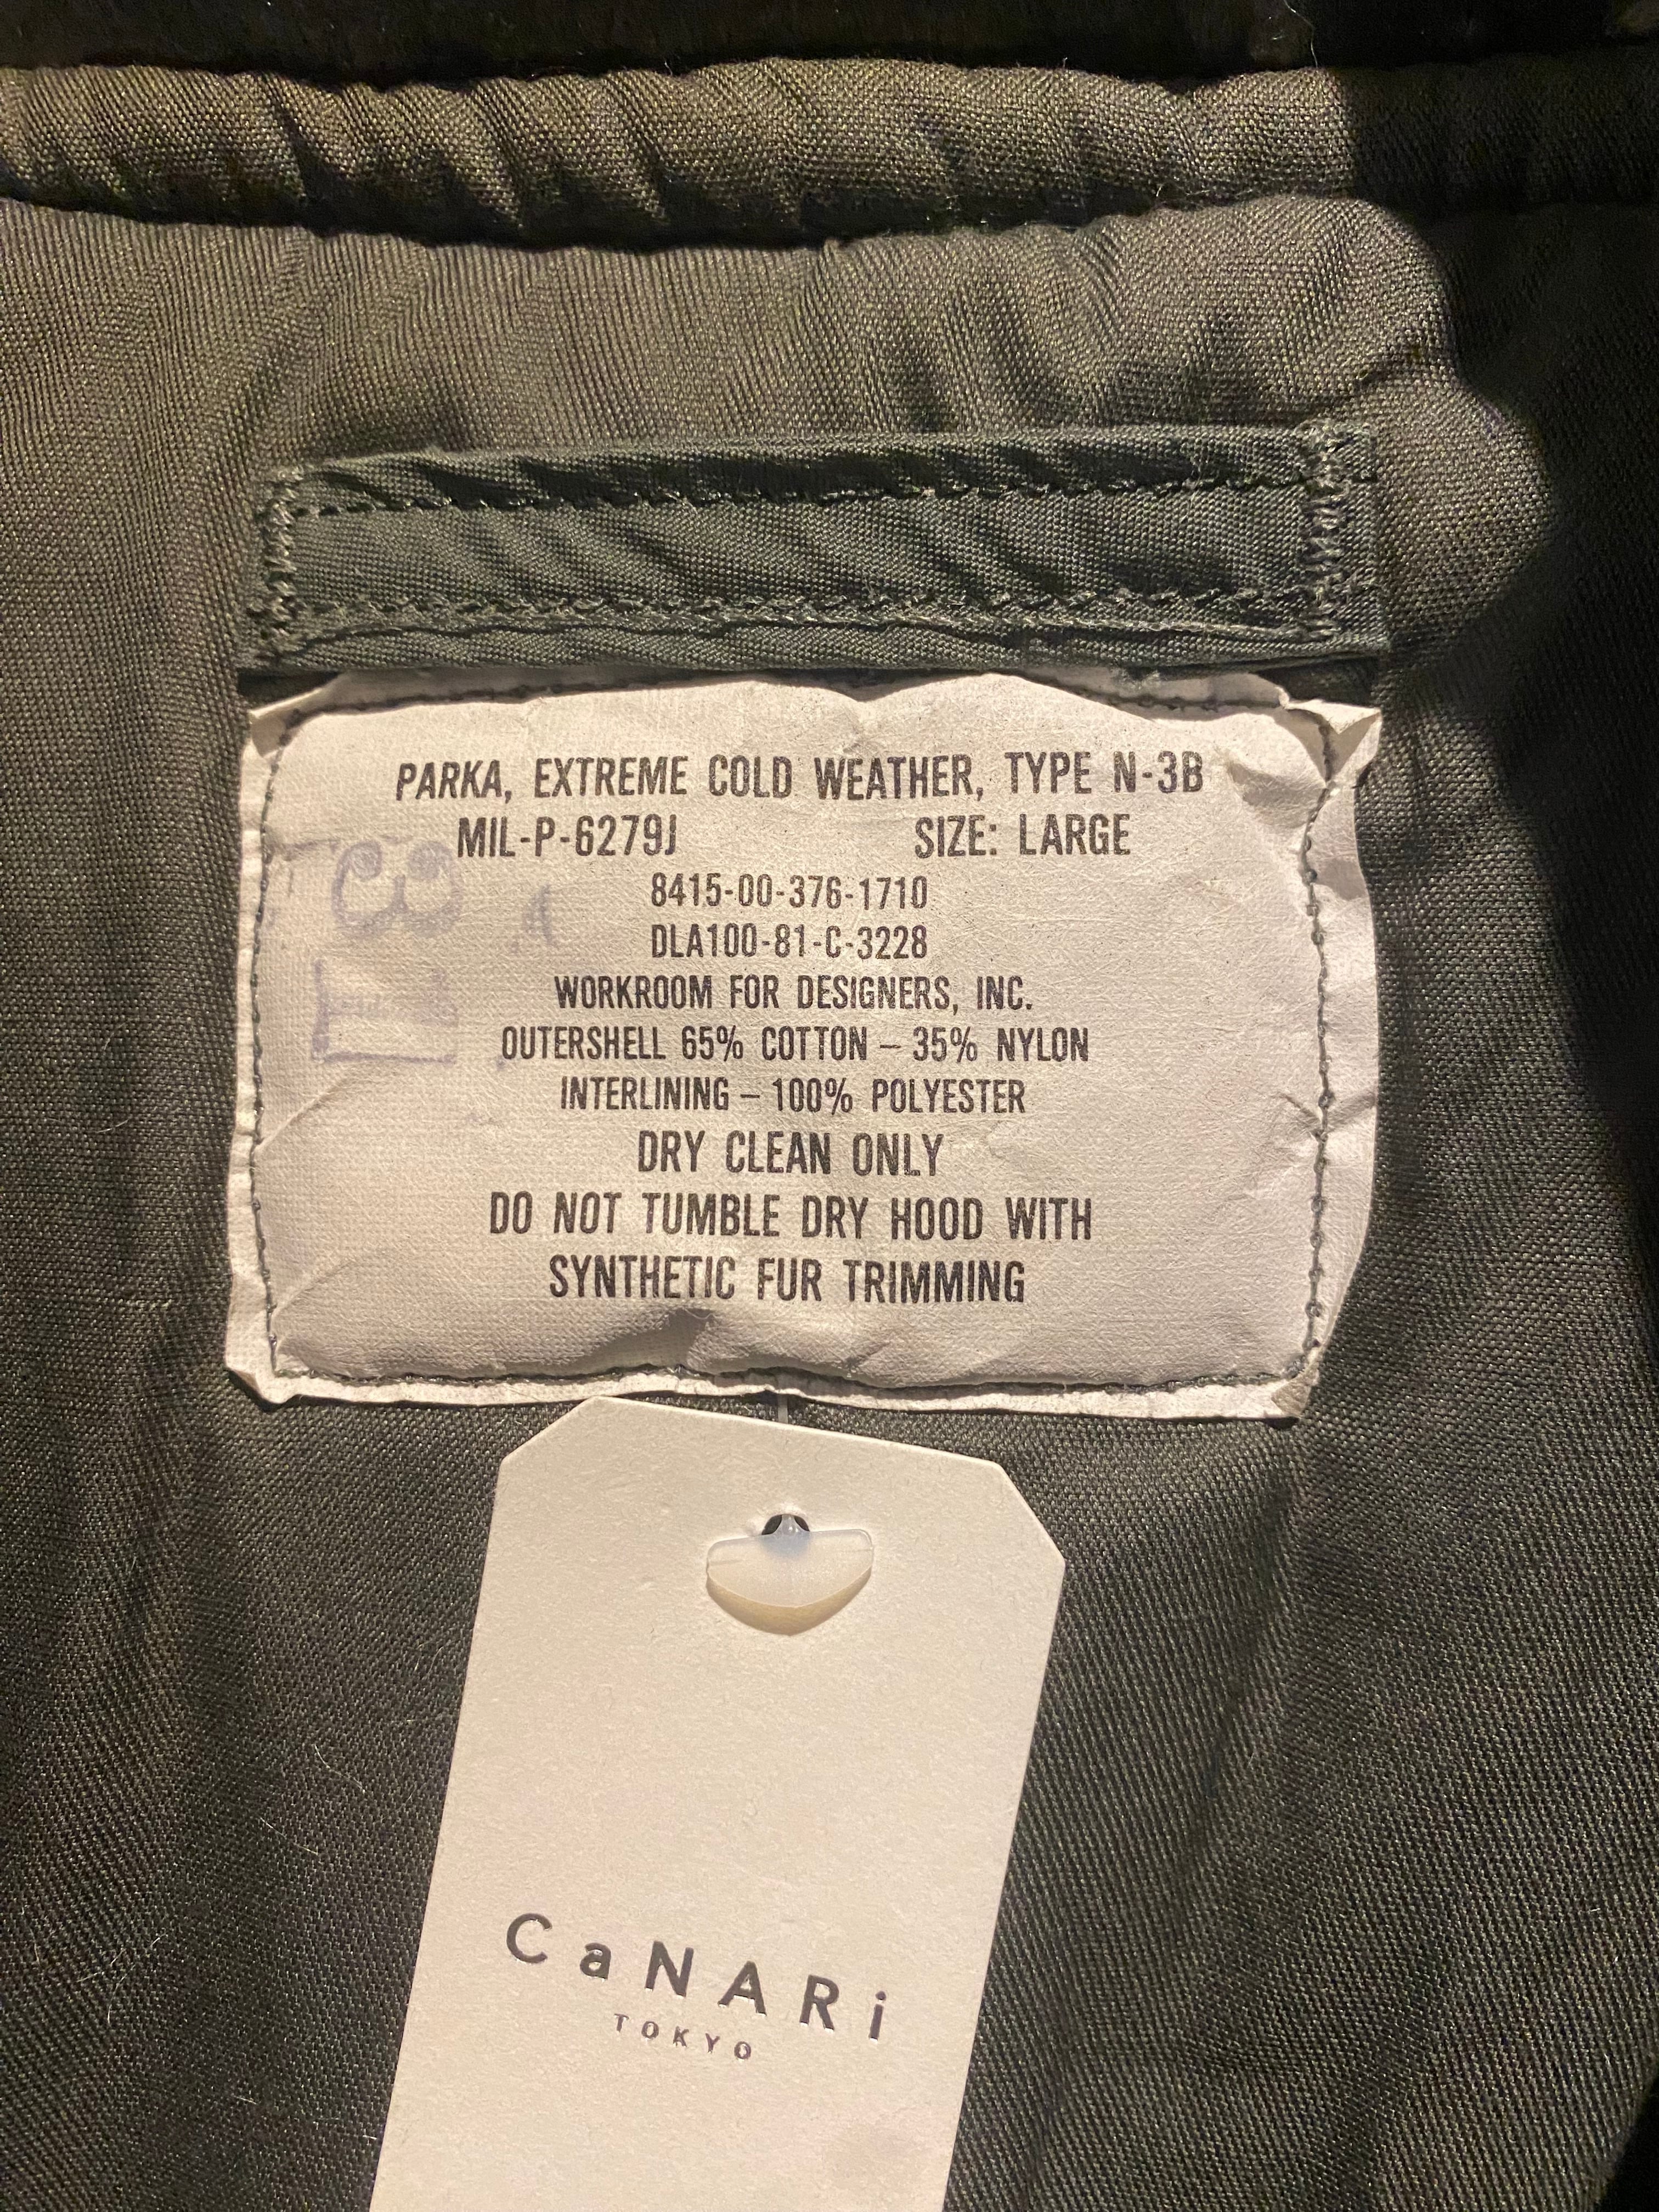 PARKA, EXTREME COLD WEATHER, TYPE N-3B
MIL-P-6279J SIZE: LARGE
8415-00-376-1710
DLA100-81-C-3228
WORKROOM FOR DESIGNERS, INC.
OUTERSHELL 65% COTTON — 35% NYLON
INTERLINING — 100% POLYESTER
DRY CLEAN ONLY
DO NOT TUMBLE DRY HOOD WITH
SYNTHETIC FUR TRIMMING
CaNARi
TOKYO